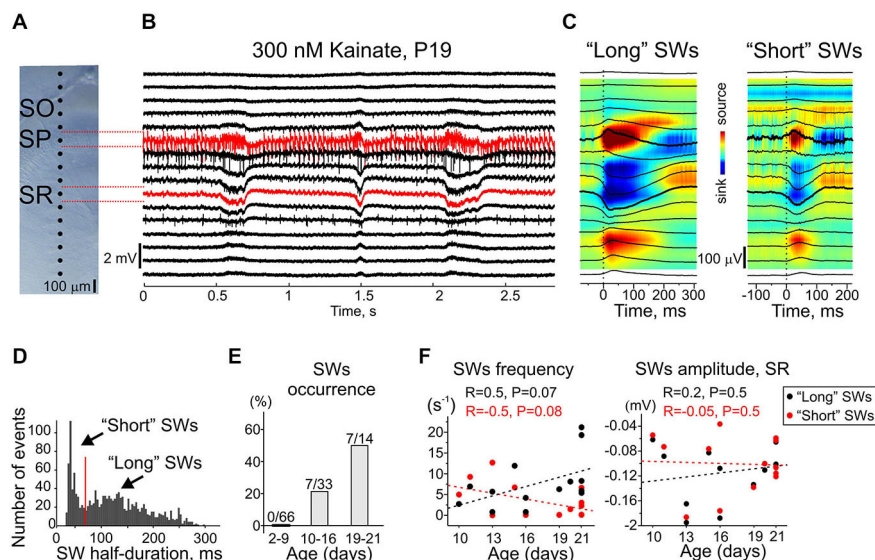 A
B
C
300 nM Kainate, P19
"Long" SWs
"Short" SWs
SO
SP
SR
100 µm
2 mV
0 0.5 1 1.5 2 2.5
Time, s
source
sink
100 µV
0 100 200 300
Time, ms
-100 0 100 200
Time, ms
D
E
F
Number of events
100
80
60
40
20
0
"Short" SWs
"Long" SWs
0 100 200 300
SW half-duration, ms
SWs
occurrence
(%)
60
40
20
0
0/66
7/33
7/14
2-9 10-16 19-21
Age (days)
SWs frequency
R=0.5, P=0.07
R=-0.5, P=0.08
(s⁻¹)
20
15
10
5
0
10 13 15 19 21
Age (days)
SWs amplitude, SR
R=0.2, P=0.5
R=-0.05, P=0.5
(mV)
-0.04
-0.08
-0.12
-0.16
-2
10 13 15 19 21
Age (days)
"Long" SWs
"Short" SWs